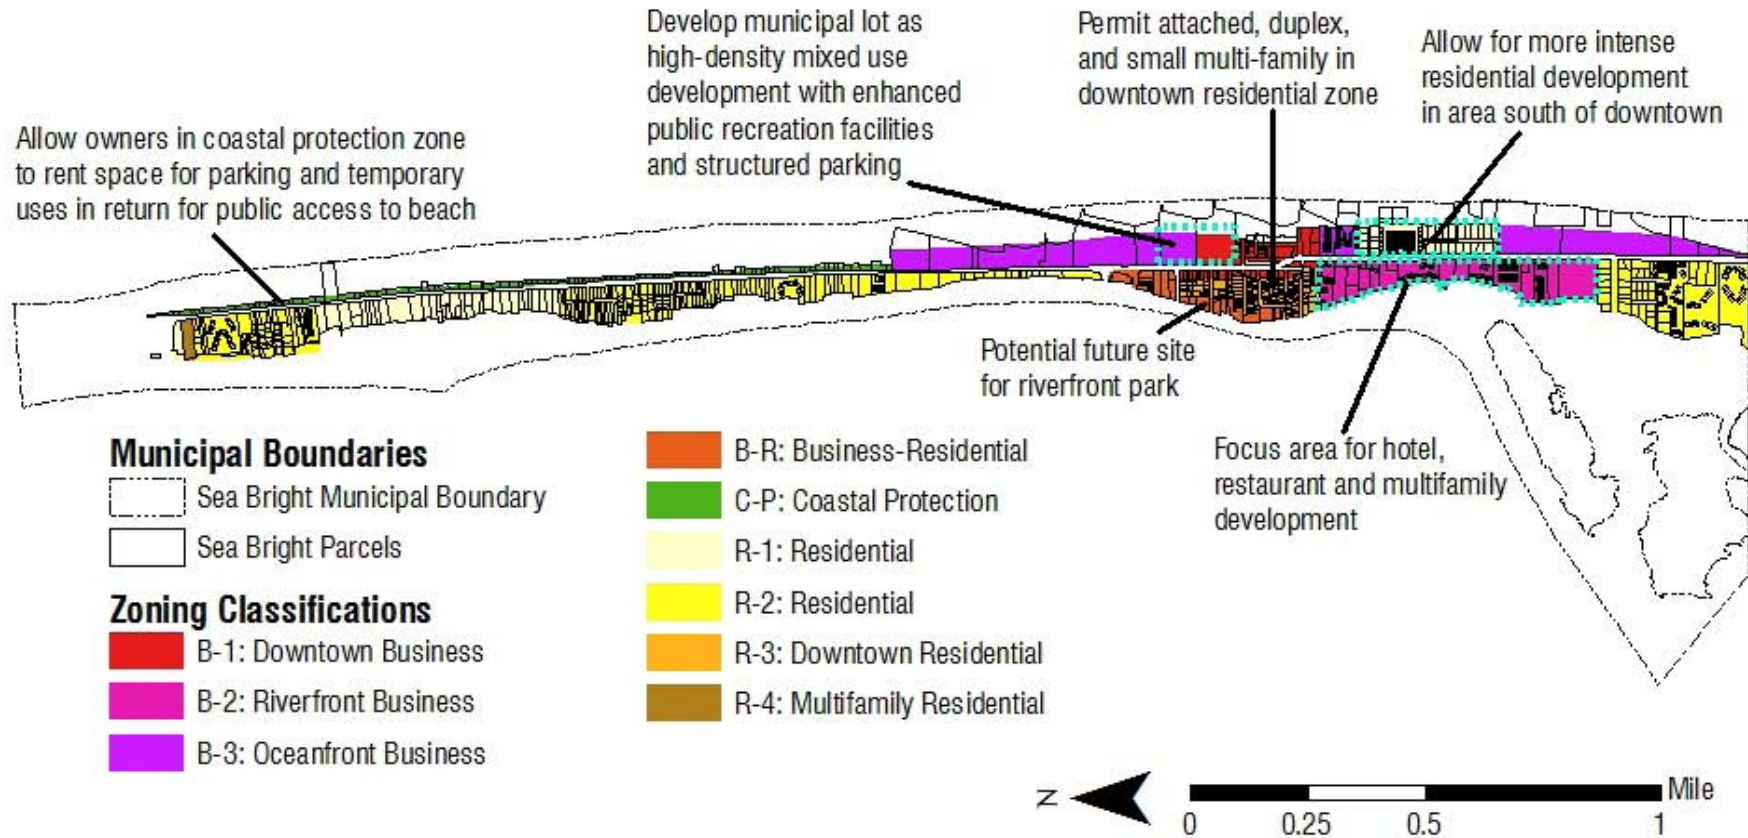 Develop municipal lot as
high-density mixed use
development with enhanced
public recreation facilities
and structured parking
Permit attached, duplex,
and small multi-family in
downtown residential zone
Allow for more intense
residential development
in area south of downtown
Allow owners in coastal protection zone
to rent space for parking and temporary
uses in return for public access to beach
Potential future site
for riverfront park
Focus area for hotel,
restaurant and multifamily
development
Municipal Boundaries
Sea Bright Municipal Boundary
Sea Bright Parcels
Zoning Classifications
B-1: Downtown Business
B-2: Riverfront Business
B-3: Oceanfront Business
B-R: Business-Residential
C-P: Coastal Protection
R-1: Residential
R-2: Residential
R-3: Downtown Residential
R-4: Multifamily Residential
N
Mile
0 0.25 0.5 1